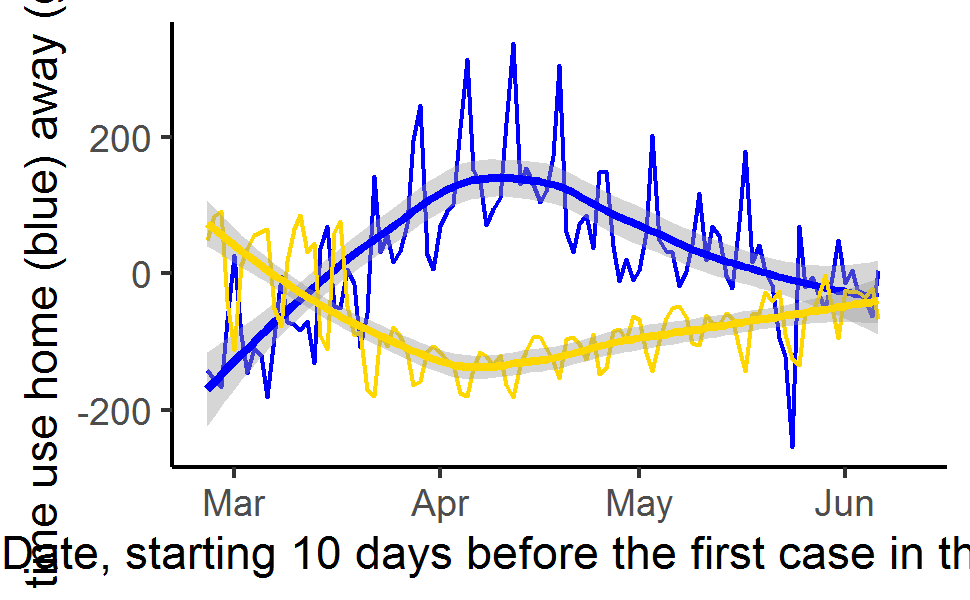 time use home (blue) away (
200
0
-200
Mar Apr May Jun
Date, starting 10 days before the first case in th